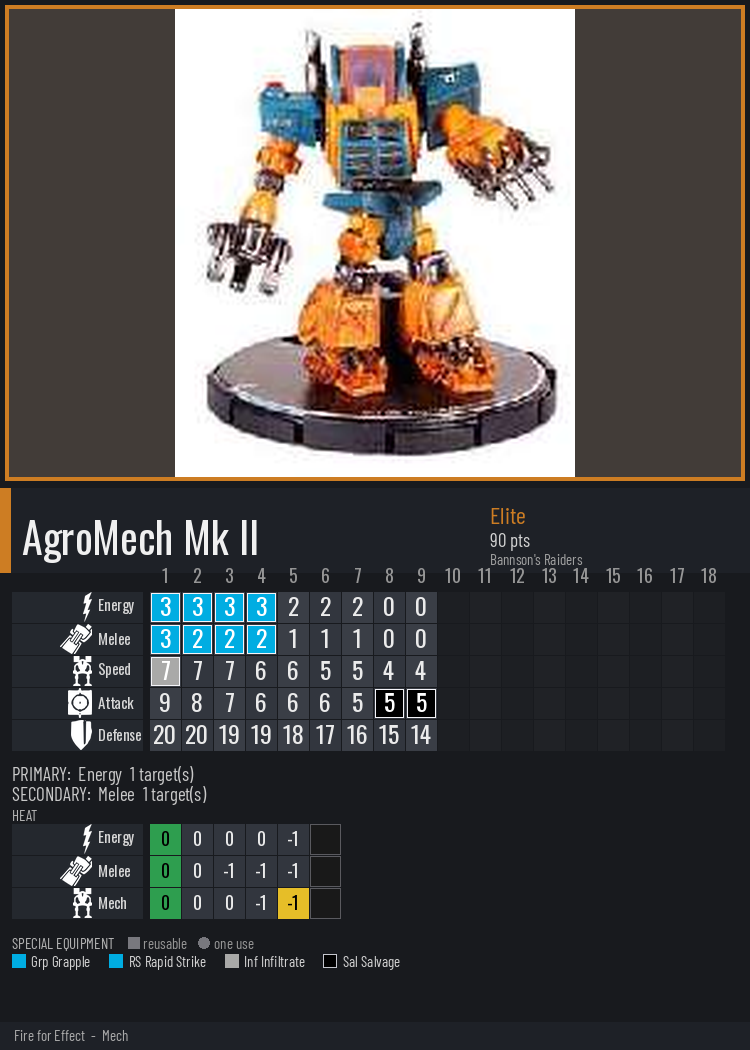 AgroMech Mk II
Elite
90 pts
Bannson's Raiders
1 2 3 4 5 6 7 8 9 10 11 12 13 14 15 16 17 18
Energy 3 3 3 3 2 2 2 0 0
Melee 3 2 2 2 1 1 1 0 0
Speed 7 7 7 6 6 5 5 4 4
Attack 9 8 7 6 6 6 5 5 5
Defense 20 20 19 19 18 17 16 15 14
PRIMARY: Energy 1 target(s)
SECONDARY: Melee 1 target(s)
HEAT
Energy 0 0 0 0 -1
Melee 0 0 -1 -1 -1
Mech 0 0 0 -1 -1
SPECIAL EQUIPMENT reusable one use
Grp Grapple RS Rapid Strike Inf Infiltrate Sal Salvage
Fire for Effect - Mech